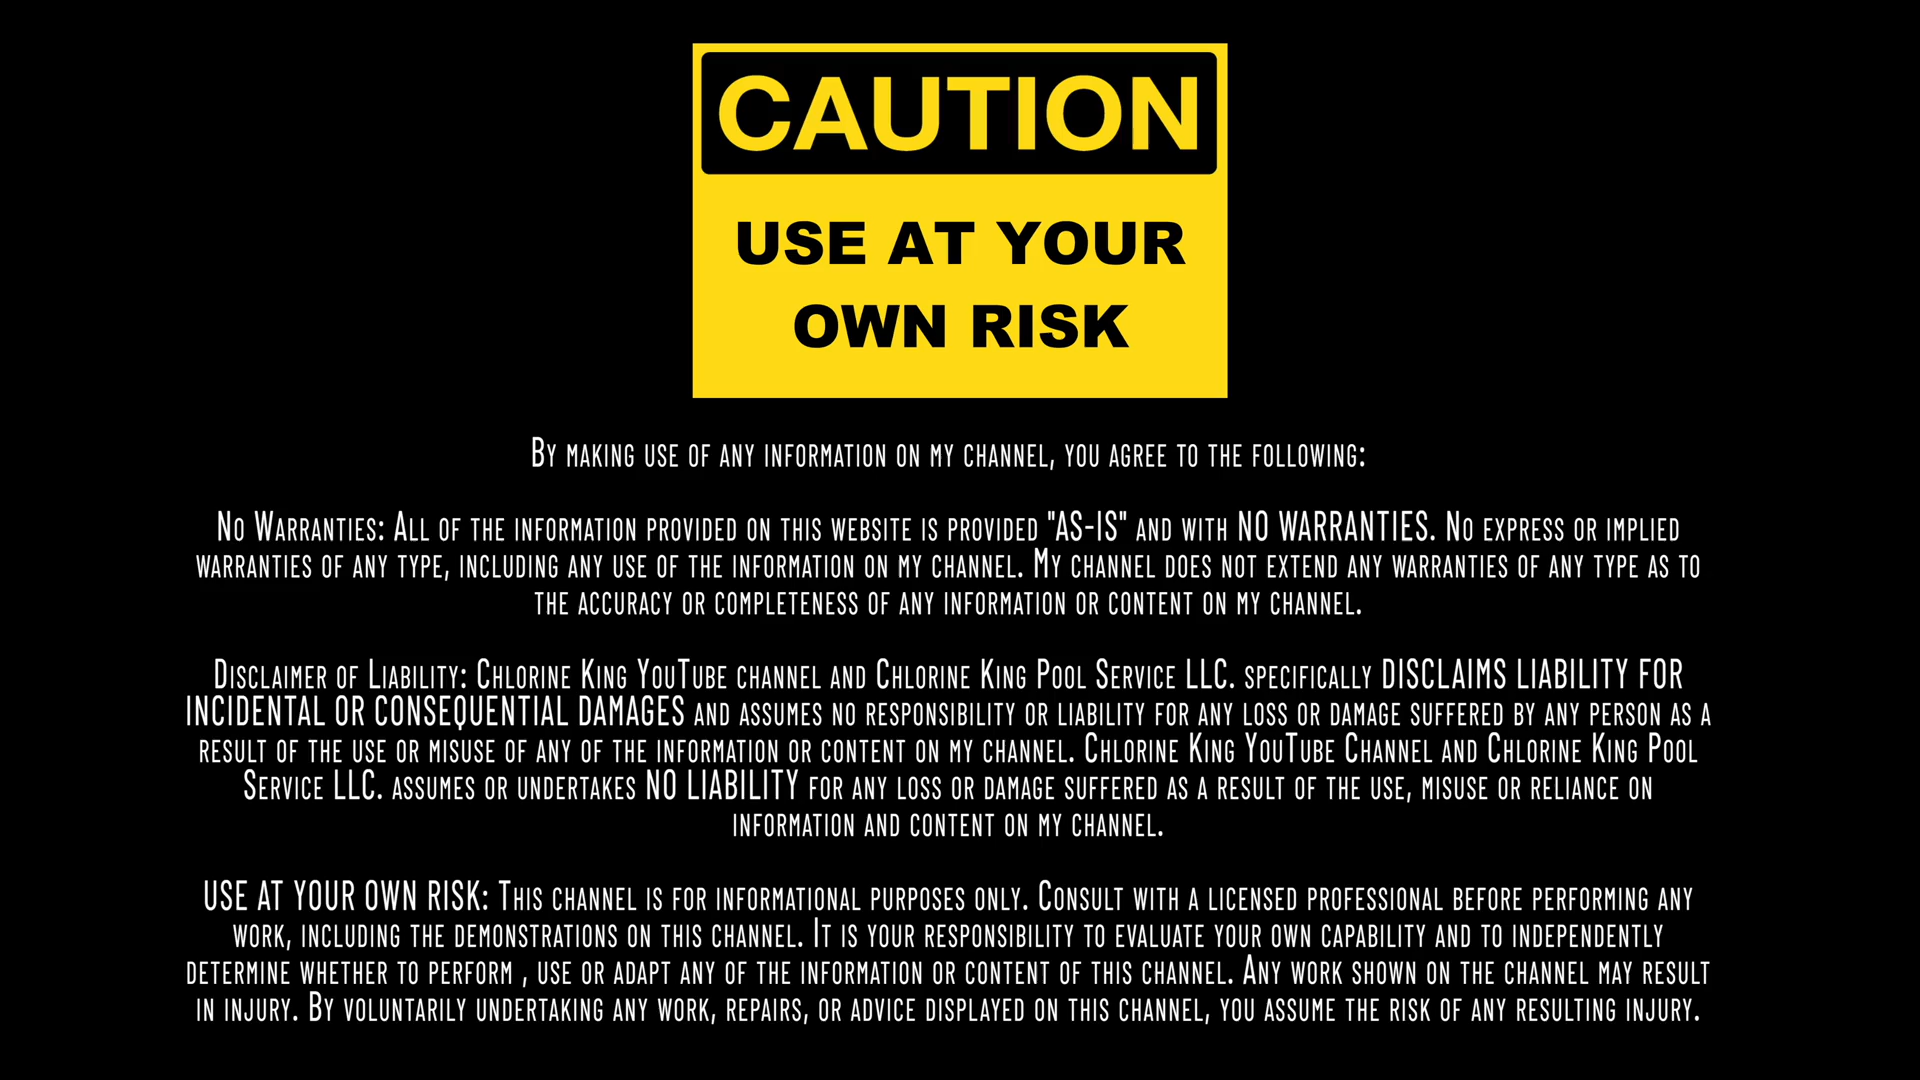 CAUTION
USE AT YOUR
OWN RISK
By making use of any information on my channel, you agree to the following:
No Warranties: All of the information provided on this website is provided "AS-IS" and with NO WARRANTIES. No express or implied
warranties of any type, including any use of the information on my channel. My channel does not extend any warranties of any type as to
the accuracy or completeness of any information or content on my channel.
Disclaimer of Liability: Chlorine King YouTube channel and Chlorine King Pool Service LLC. specifically DISCLAIMS LIABILITY FOR
INCIDENTAL OR CONSEQUENTIAL DAMAGES and assumes no responsibility or liability for any loss or damage suffered by any person as a
result of the use or misuse of any of the information or content on my channel. Chlorine King YouTube Channel and Chlorine King Pool
Service LLC. assumes or undertakes NO LIABILITY for any loss or damage suffered as a result of the use, misuse or reliance on
information and content on my channel.
USE AT YOUR OWN RISK: This channel is for informational purposes only. Consult with a licensed professional before performing any
work, including the demonstrations on this channel. It is your responsibility to evaluate your own capability and to independently
determine whether to perform , use or adapt any of the information or content of this channel. Any work shown on the channel may result
in injury. By voluntarily undertaking any work, repairs, or advice displayed on this channel, you assume the risk of any resulting injury.